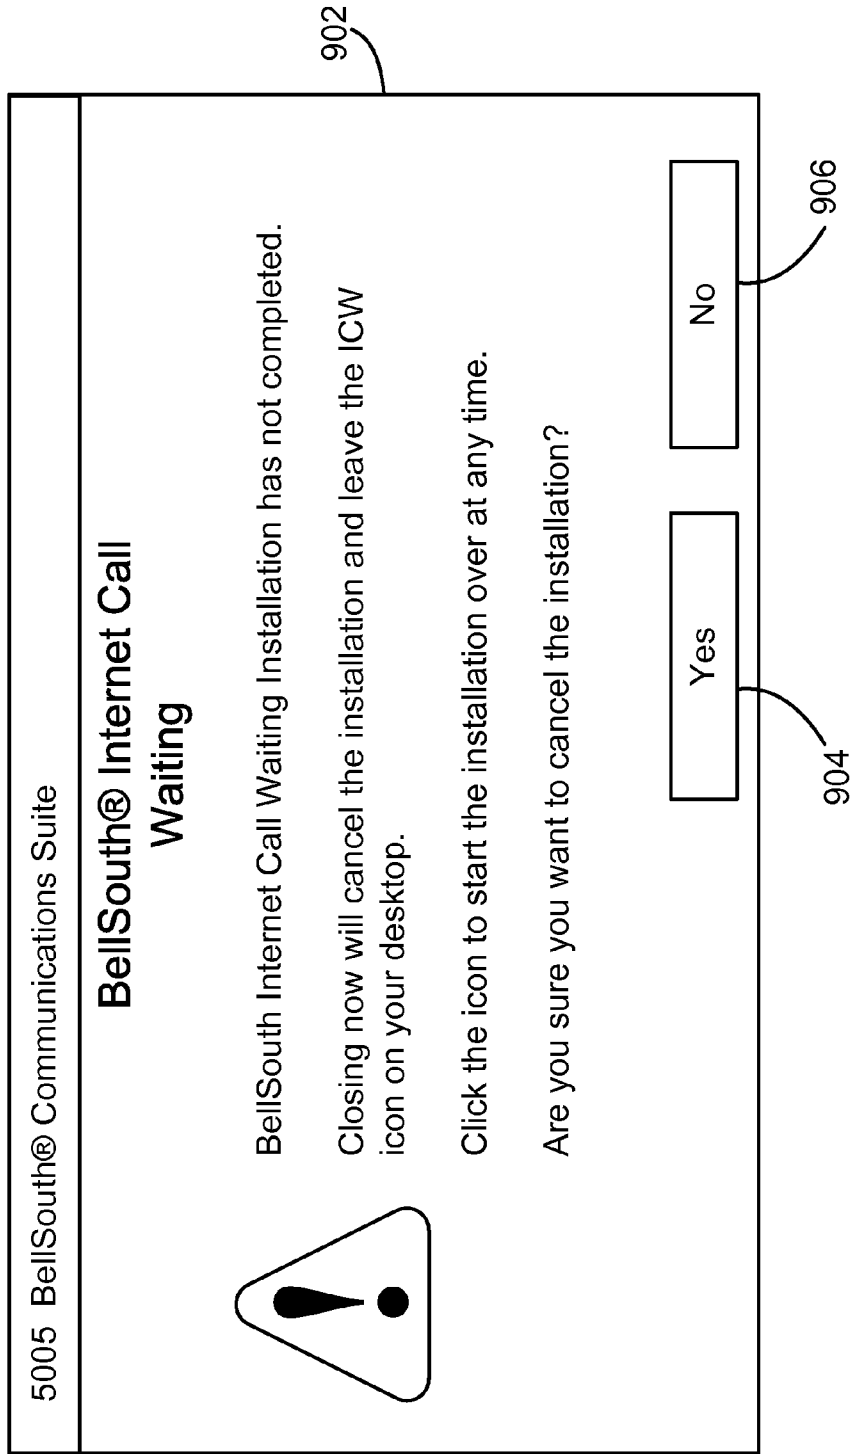 5005 BellSouth® Communications Suite
BellSouth® Internet Call
Waiting
BellSouth Internet Call Waiting Installation has not completed.
Closing now will cancel the installation and leave the ICW
icon on your desktop.
Click the icon to start the installation over at any time.
Are you sure you want to cancel the installation?
Yes
No
902
904
906